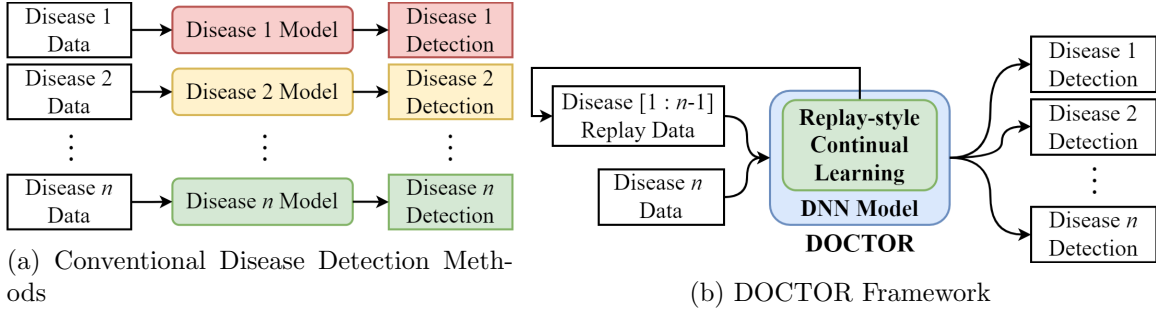 Disease 1
Data
Disease 1 Model
Disease 1
Detection
Disease 2
Data
Disease 2 Model
Disease 2
Detection
Disease n
Data
Disease n Model
Disease n
Detection
(a) Conventional Disease Detection Meth-
ods
Disease [1 : n-1]
Replay Data
Disease n
Data
Replay-style
Continual
Learning
DNN Model
DOCTOR
Disease 1
Detection
Disease 2
Detection
Disease n
Detection
(b) DOCTOR Framework